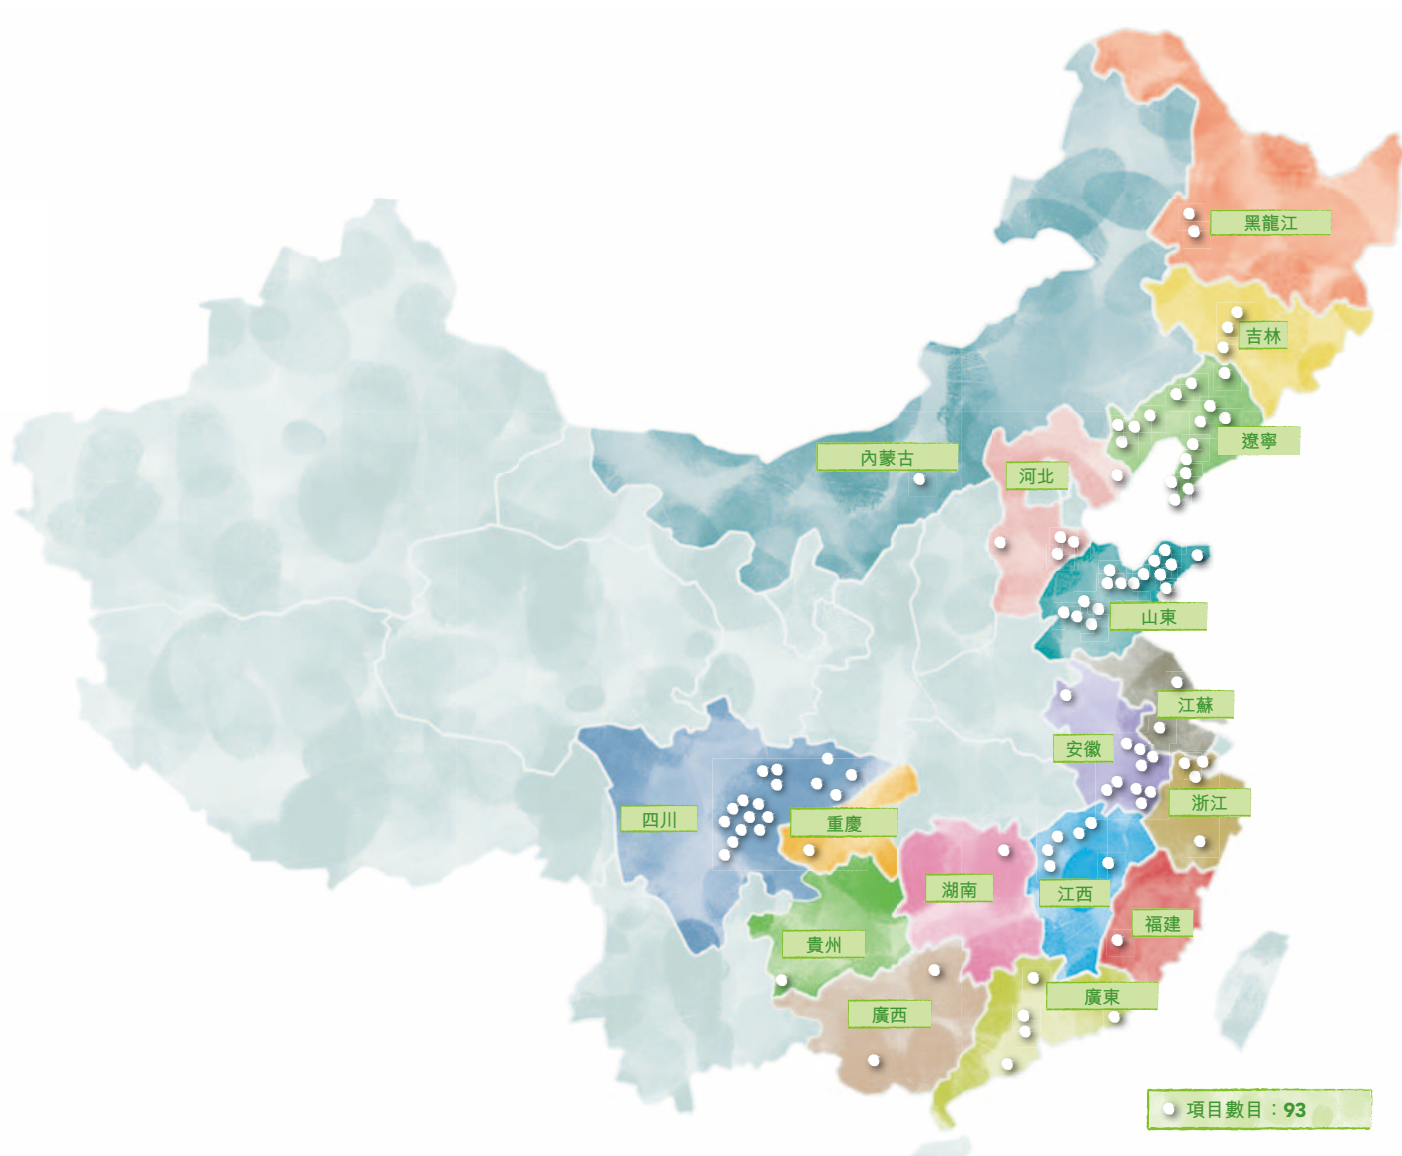 黑龍江
吉林
遼寧
內蒙古
河北
山東
江蘇
安徽
浙江
四川
重慶
湖南
江西
福建
貴州
廣東
廣西
項目數目：93